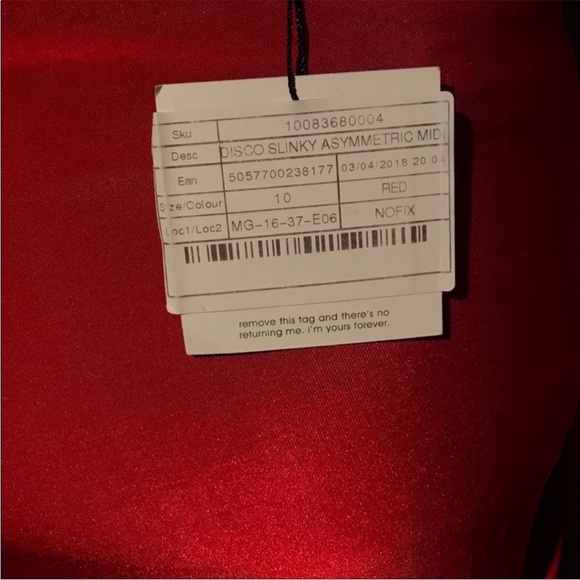 Sku 10083680004
Desc DISCO SLINKY ASYMMETRIC MID
Ean 5057700238177 03/04/2018 20:04
Size/Colour 10 RED
Loc1/Loc2 MG-16-37-E06 NOFIX
remove this tag and there's no
returning me. i'm yours forever.